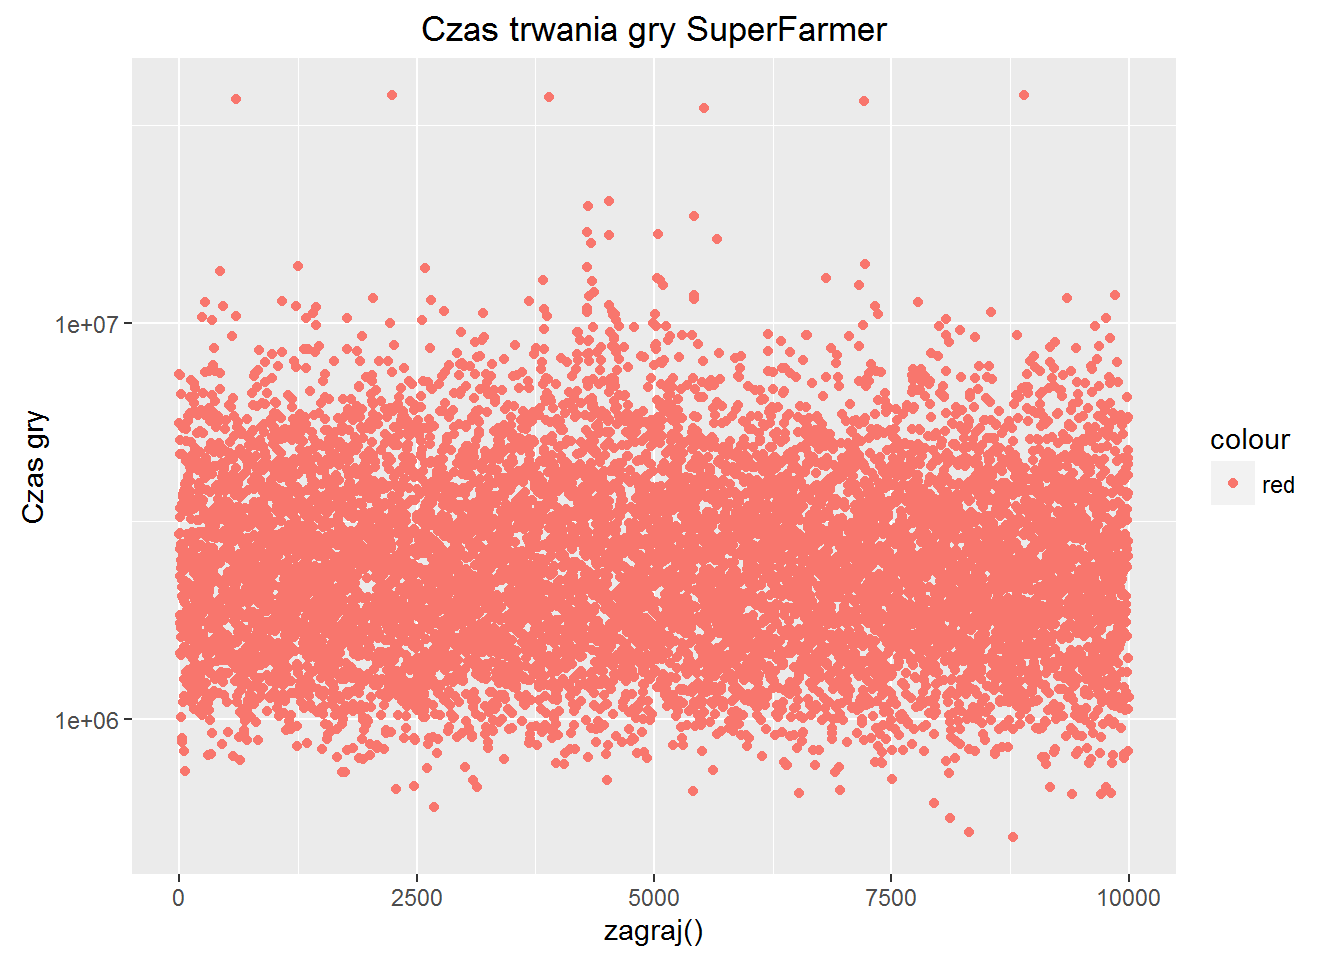 Czas trwania gry SuperFarmer
Czas gry
1e+07
1e+06
0
2500
5000
7500
10000
zagraj()
colour
red